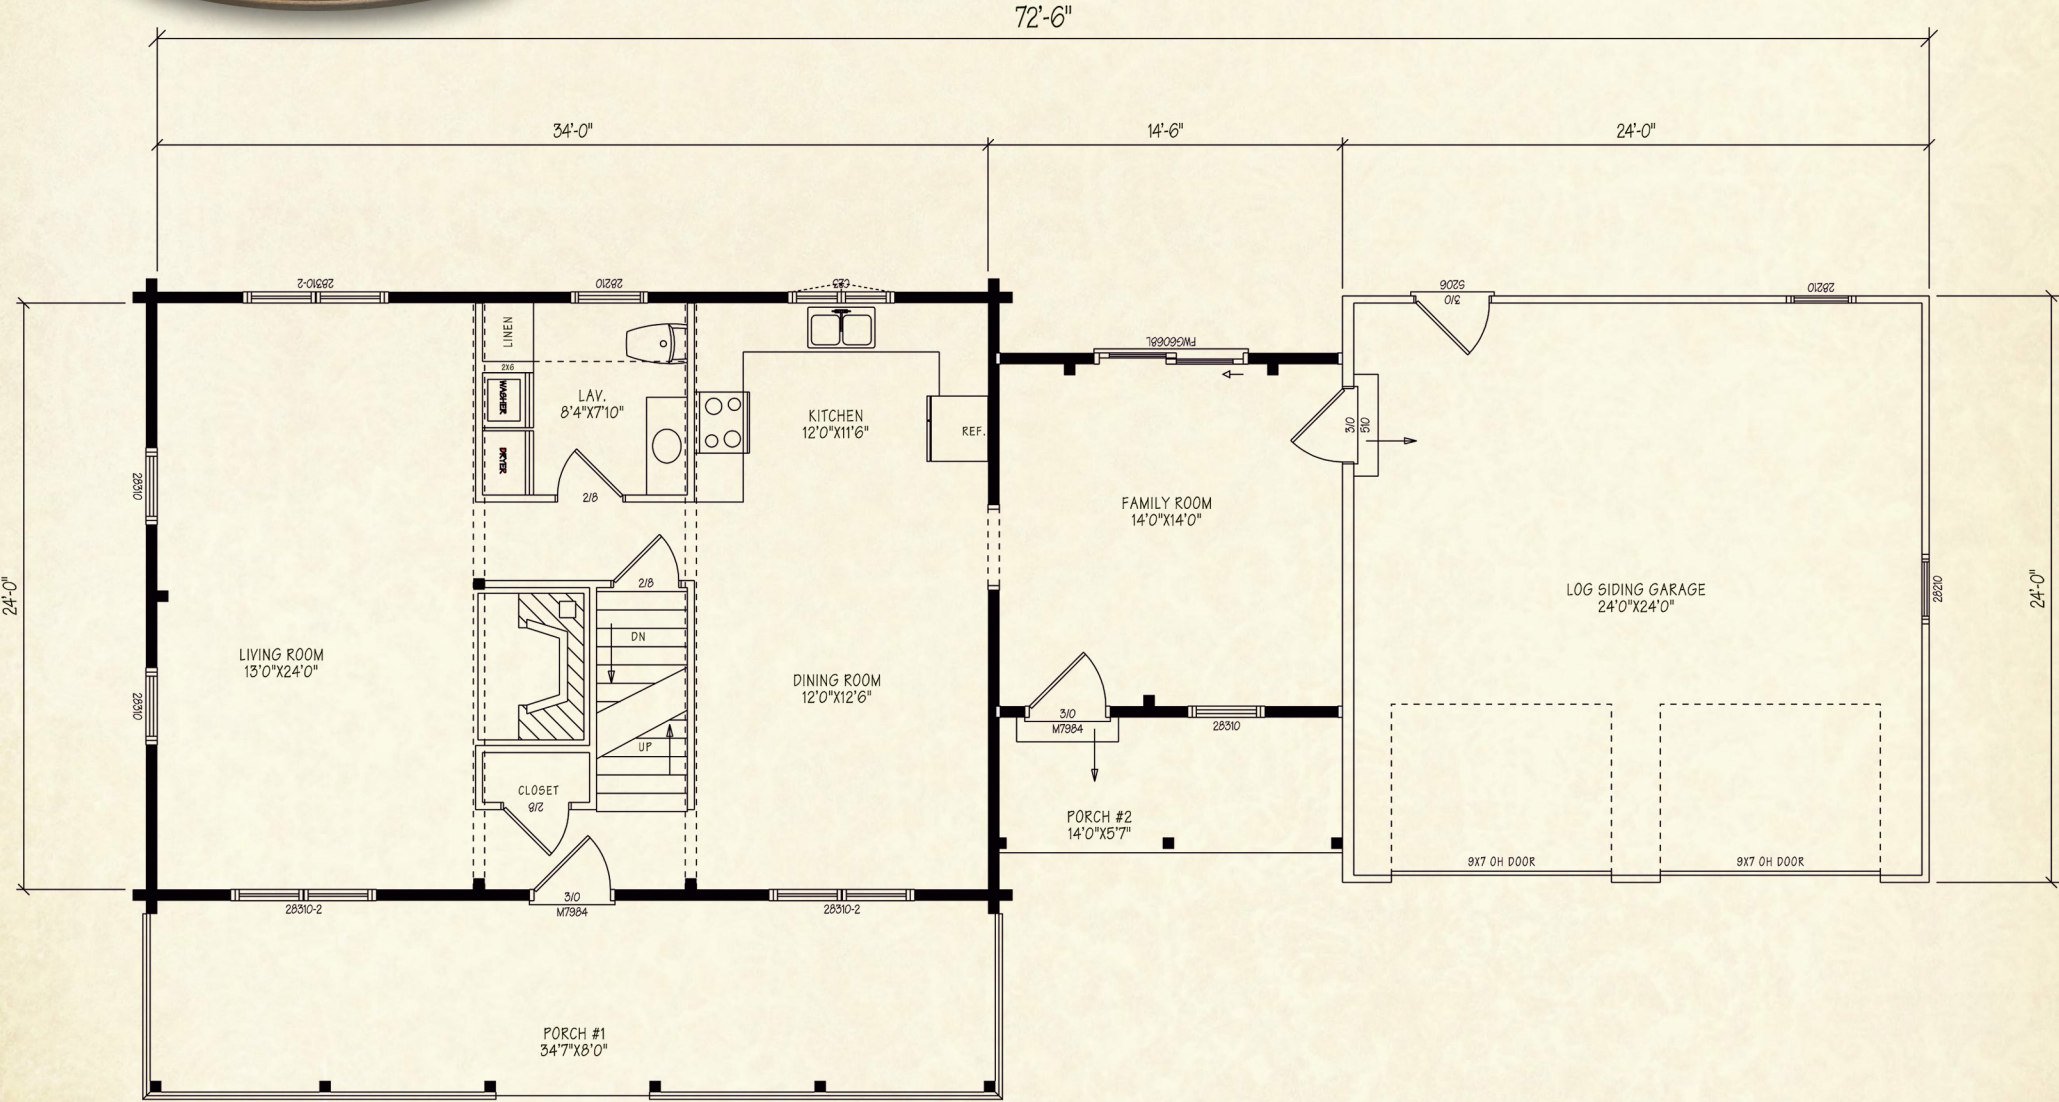 72'-6"
34'-0"
14'-6"
24'-0"
28310-2
28210
C23
5206
3/0
28210
LINEN
FWG6068L
2X6
WASHER
LAV.
8'4"X7'10"
KITCHEN
12'0"X11'6"
REF.
3/0
510
DRYER
28310
2/8
FAMILY ROOM
14'0"X14'0"
24'-0"
2/8
LOG SIDING GARAGE
24'0"X24'0"
28210
24'-0"
DN
LIVING ROOM
13'0"X24'0"
DINING ROOM
12'0"X12'6"
28310
3/0
M7984
28310
UP
CLOSET
2/8
PORCH #2
14'0"X5'7"
9X7 OH DOOR
9X7 OH DOOR
28310-2
3/0
M7984
28310-2
PORCH #1
34'7"X8'0"